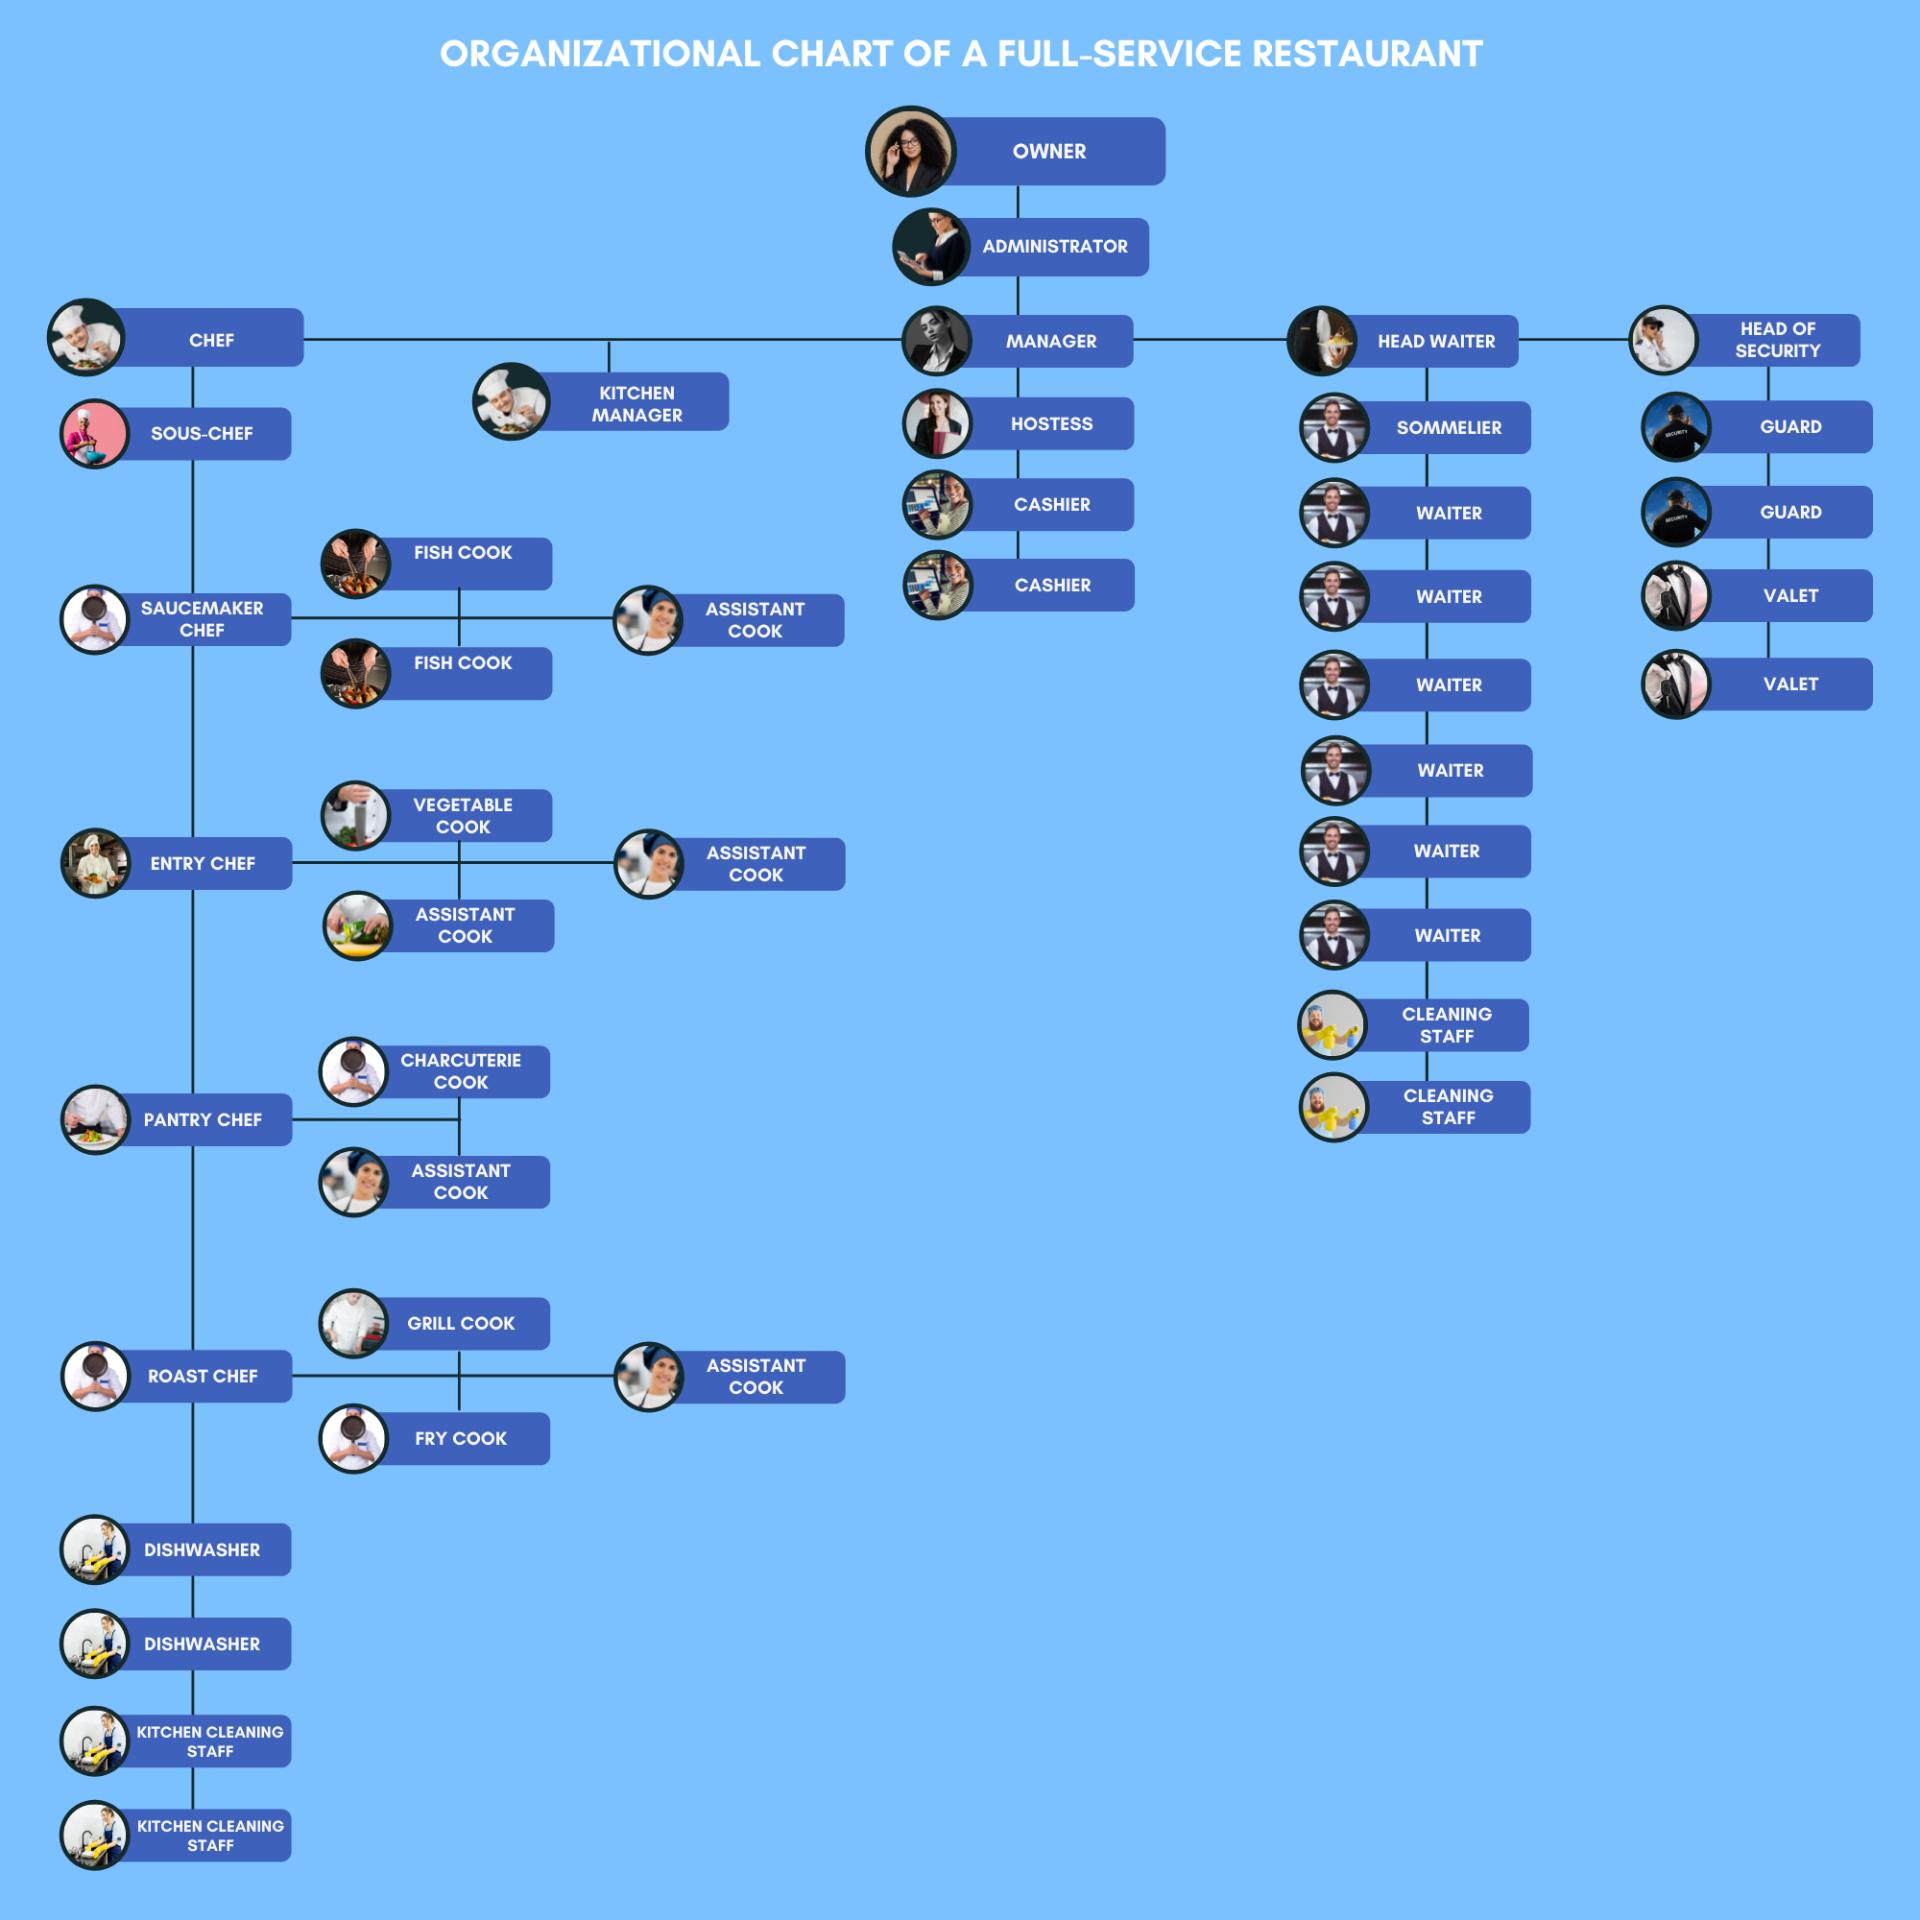 ORGANIZATIONAL CHART OF A FULL-SERVICE RESTAURANT
OWNER
ADMINISTRATOR
CHEF
MANAGER
HEAD WAITER
HEAD OF
SECURITY
KITCHEN
MANAGER
SOUS-CHEF
HOSTESS
SOMMELIER
GUARD
CASHIER
WAITER
GUARD
FISH COOK
CASHIER
WAITER
VALET
SAUCEMAKER
CHEF
ASSISTANT
COOK
FISH COOK
WAITER
VALET
WAITER
VEGETABLE
COOK
ENTRY CHEF
ASSISTANT
COOK
WAITER
ASSISTANT
COOK
WAITER
CLEANING
STAFF
CHARCUTERIE
COOK
CLEANING
STAFF
PANTRY CHEF
ASSISTANT
COOK
GRILL COOK
ROAST CHEF
ASSISTANT
COOK
FRY COOK
DISHWASHER
DISHWASHER
KITCHEN CLEANING
STAFF
KITCHEN CLEANING
STAFF